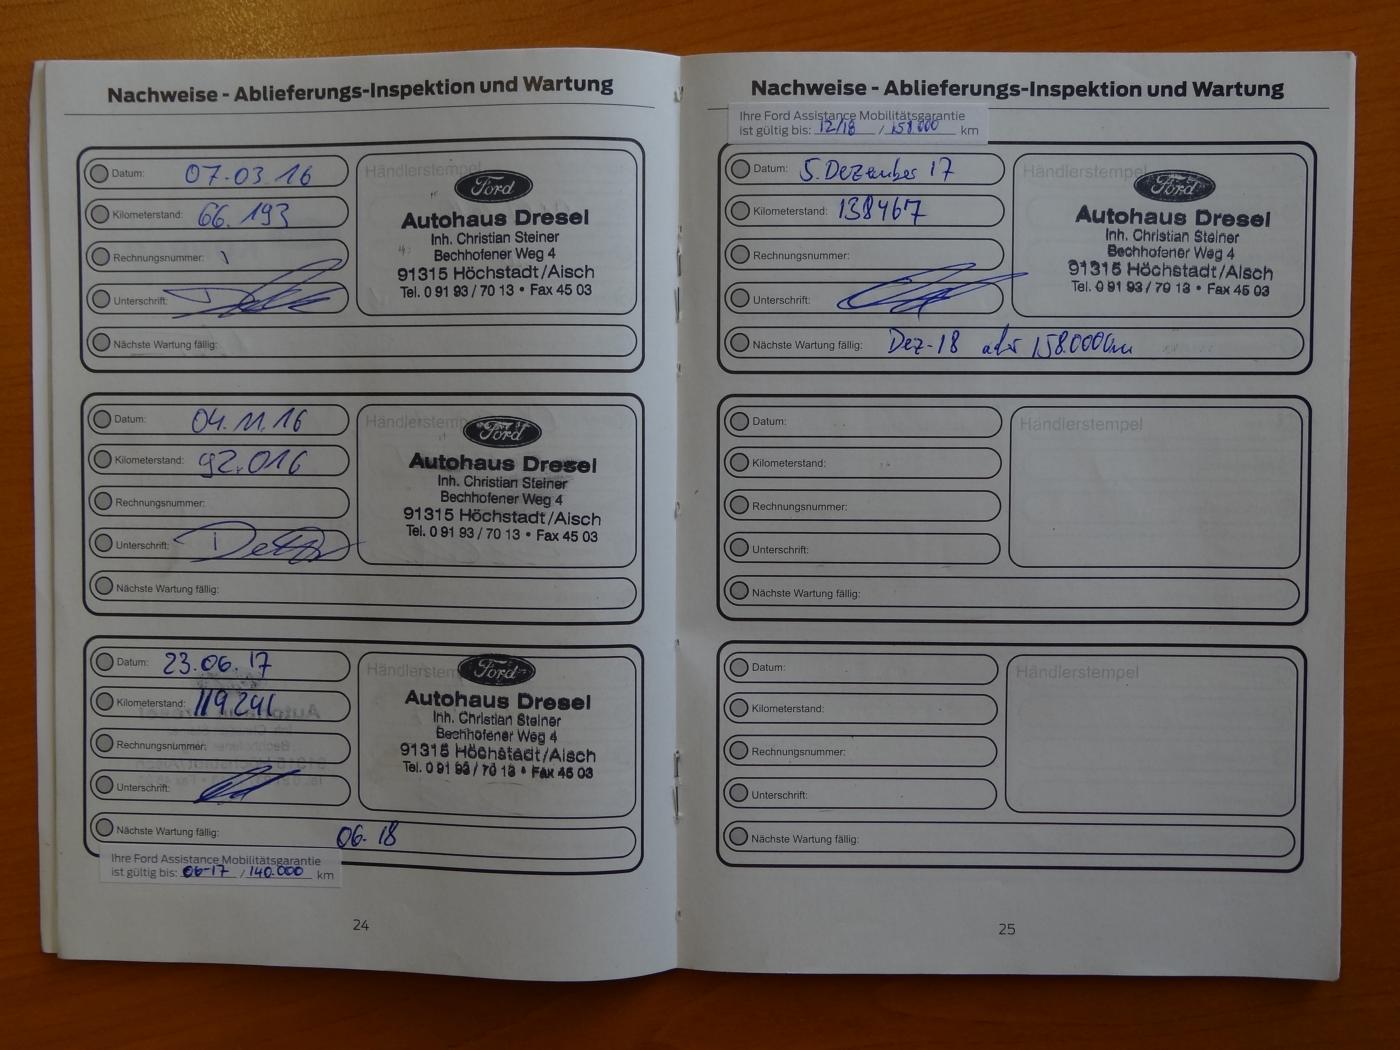 Nachweise - Ablieferungs-Inspektion und Wartung
Datum: 07.03.16
Kilometerstand: 66.193
Rechnungsnummer:
Unterschrift:
Nächste Wartung fällig:
Händlerstempel
Ford
Autohaus Dresel
Inh. Christian Steiner
Bechhofener Weg 4
91315 Höchstadt/Aisch
Tel. 0 91 93 / 70 13 • Fax 45 03
Datum: 04.11.16
Kilometerstand: 92.016
Rechnungsnummer:
Unterschrift:
Nächste Wartung fällig:
Händlerstempel
Ford
Autohaus Dresel
Inh. Christian Steiner
Bechhofener Weg 4
91315 Höchstadt/Aisch
Tel. 0 91 93 / 70 13 • Fax 45 03
Datum: 23.06.17
Kilometerstand: 119.241
Rechnungsnummer:
Unterschrift:
Nächste Wartung fällig: 06.18
Händlerstempel
Ford
Autohaus Dresel
Inh. Christian Steiner
Bechhofener Weg 4
91315 Höchstadt/Aisch
Tel. 0 91 93 / 70 13 • Fax 45 03
Ihre Ford Assistance Mobilitätsgarantie
ist gültig bis: 06-17 / 140.000 km
24
Nachweise - Ablieferungs-Inspektion und Wartung
Ihre Ford Assistance Mobilitätsgarantie
ist gültig bis: 12/18 / 158.000 km
Datum: 5. Dezember 17
Kilometerstand: 138467
Rechnungsnummer:
Unterschrift:
Nächste Wartung fällig: Dez-18 oder 158.000km
Händlerstempel
Ford
Autohaus Dresel
Inh. Christian Steiner
Bechhofener Weg 4
91315 Höchstadt/Aisch
Tel. 0 91 93 / 70 13 • Fax 45 03
Datum:
Kilometerstand:
Rechnungsnummer:
Unterschrift:
Nächste Wartung fällig:
Händlerstempel
Datum:
Kilometerstand:
Rechnungsnummer:
Unterschrift:
Nächste Wartung fällig:
Händlerstempel
25